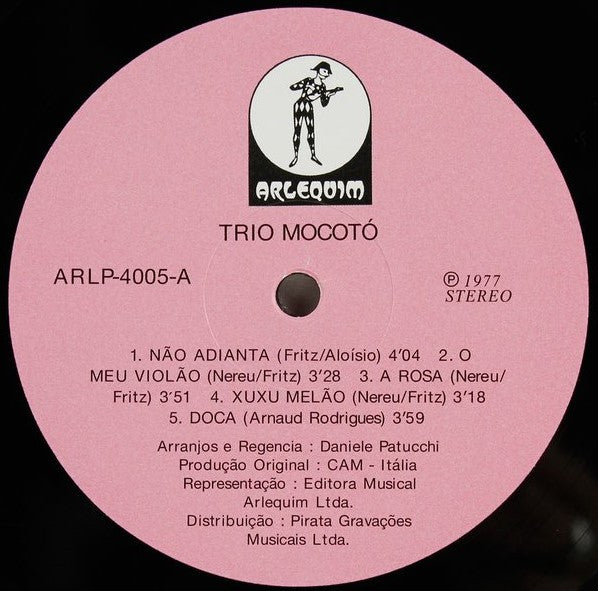 ARLEQUIM
TRIO MOCOTÓ
ARLP-4005-A
℗ 1977
STEREO
1. NÃO ADIANTA (Fritz/Aloísio) 4'04 2. O
MEU VIOLÃO (Nereu/Fritz) 3'28 3. A ROSA (Nereu/
Fritz) 3'51 4. XUXU MELÃO (Nereu/Fritz) 3'18
5. DOCA (Arnaud Rodrigues) 3'59
Arranjos e Regencia : Daniele Patucchi
Produção Original : CAM - Itália
Representação : Editora Musical
Arlequim Ltda.
Distribuição : Pirata Gravações
Musicais Ltda.